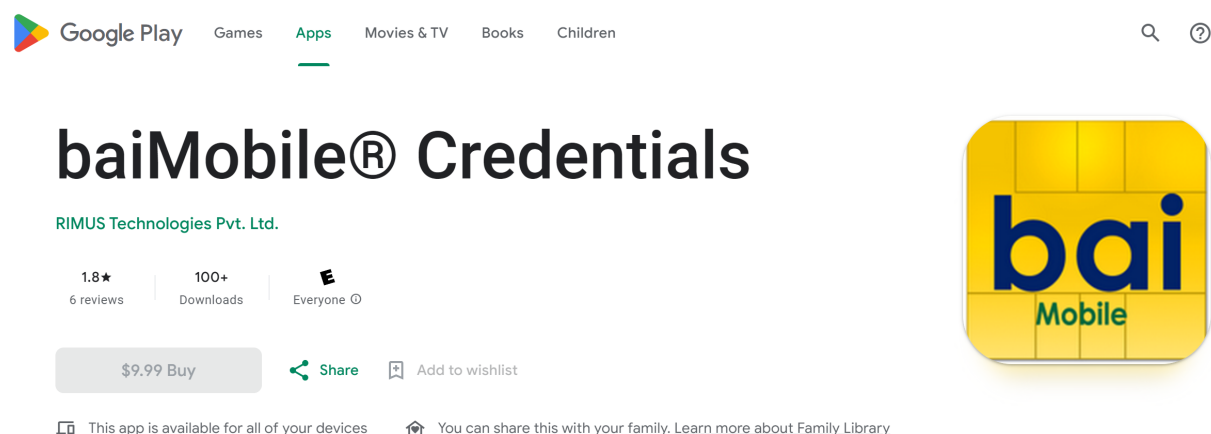 Google Play Games Apps Movies & TV Books Children
baiMobile® Credentials
RIMUS Technologies Pvt. Ltd.
1.8★ 100+ E
6 reviews Downloads Everyone
$9.99 Buy Share Add to wishlist
This app is available for all of your devices You can share this with your family. Learn more about Family Library
bai
Mobile